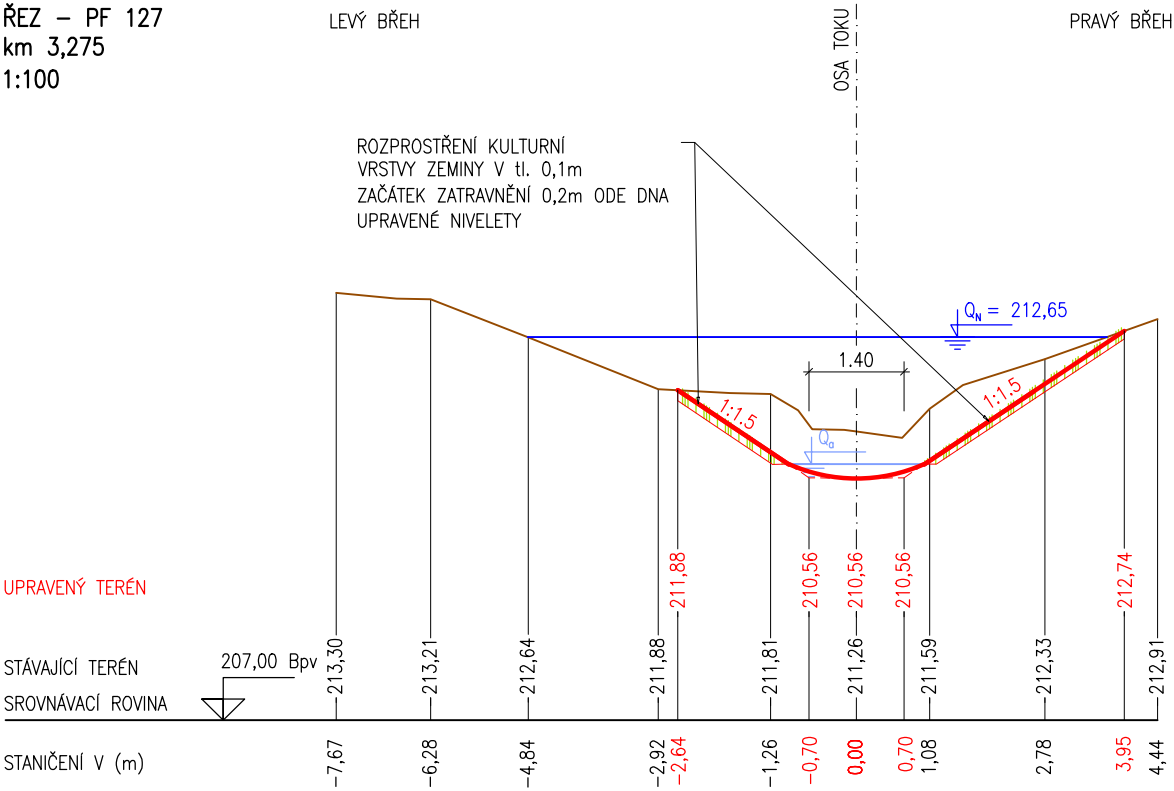 ŘEZ – PF 127
km 3,275
1:100
LEVÝ BŘEH
OSA TOKU
PRAVÝ BŘEH
ROZPROSTŘENÍ KULTURNÍ
VRSTVY ZEMINY V tl. 0,1m
ZAČÁTEK ZATRAVNĚNÍ 0,2m ODE DNA
UPRAVENÉ NIVELETY
QN = 212,65
1.40
1:1.5
1:1.5
Qa
UPRAVENÝ TERÉN
211,88
210,56
210,56
210,56
212,74
STÁVAJÍCÍ TERÉN
207,00 Bpv
213,30
213,21
212,64
211,88
211,81
211,26
211,59
212,33
212,91
SROVNÁVACÍ ROVINA
STANIČENÍ V (m)
-7,67
-6,28
-4,84
-2,92
-2,64
-1,26
-0,70
0,00
0,70
1,08
2,78
3,95
4,44